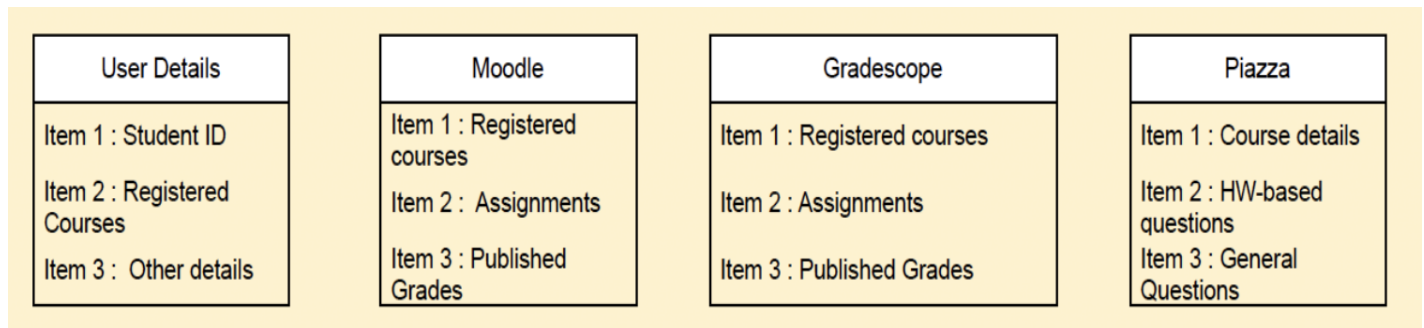 User Details
Item 1 : Student ID
Item 2 : Registered
Courses
Item 3 : Other details
Moodle
Item 1 : Registered
courses
Item 2 : Assignments
Item 3 : Published
Grades
Gradescope
Item 1 : Registered courses
Item 2 : Assignments
Item 3 : Published Grades
Piazza
Item 1 : Course details
Item 2 : HW-based
questions
Item 3 : General
Questions